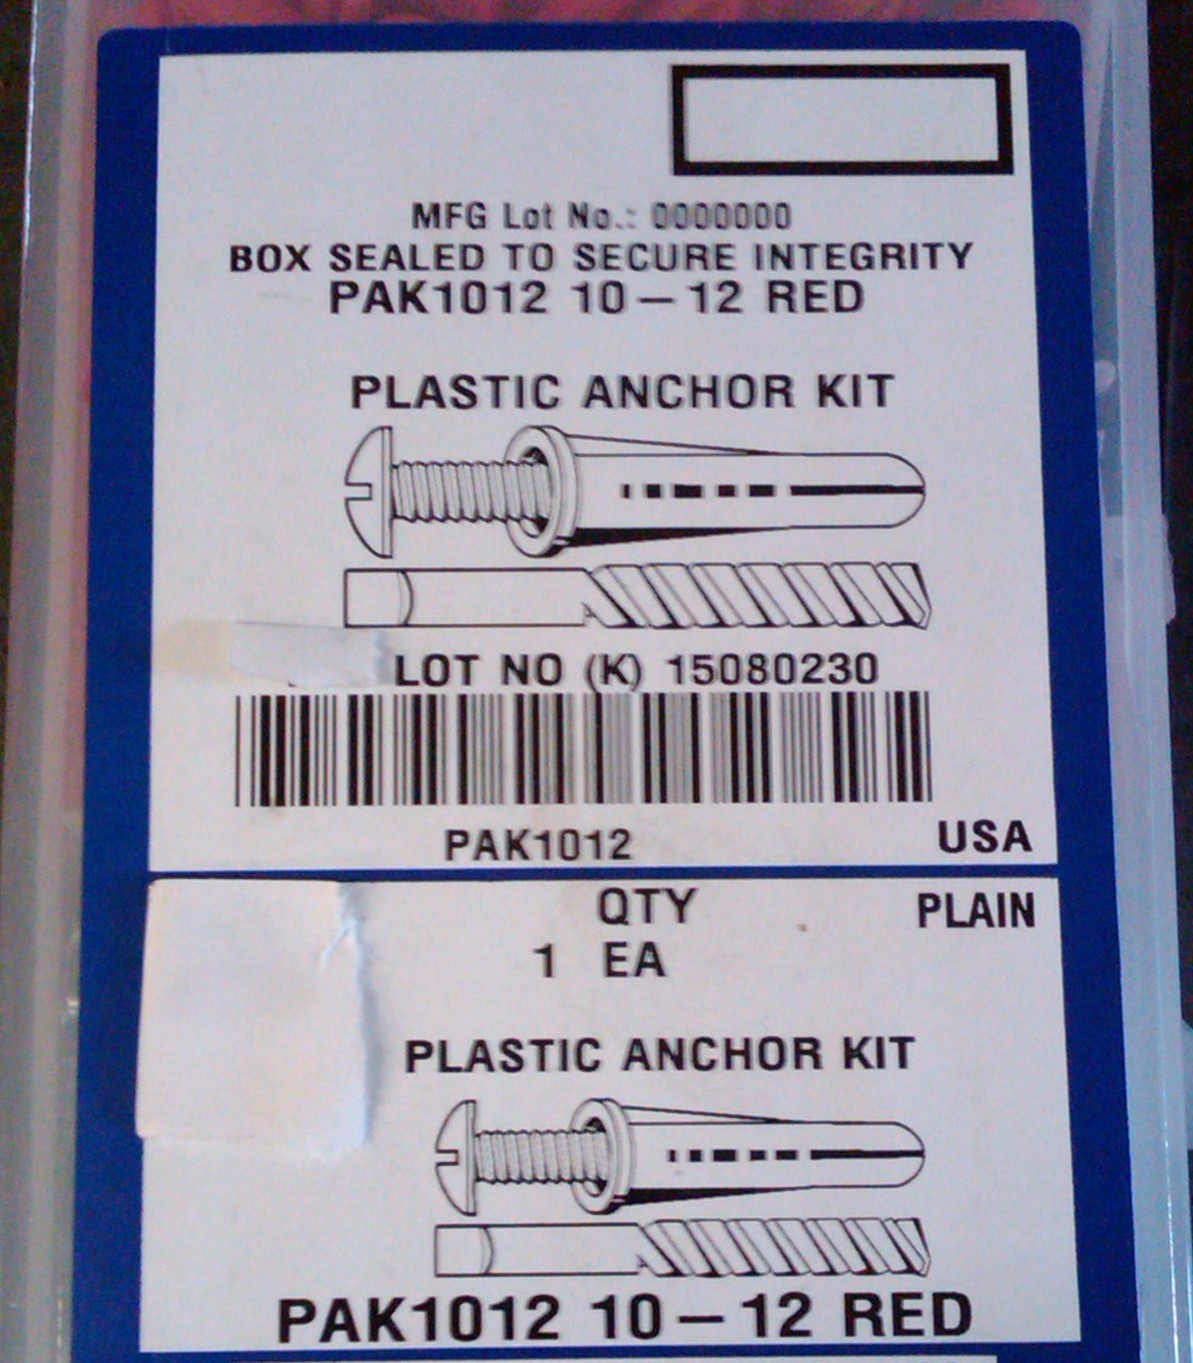 MFG Lot No.: 0000000
BOX SEALED TO SECURE INTEGRITY
PAK1012 10－12 RED
PLASTIC ANCHOR KIT
LOT NO (K) 15080230
PAK1012
USA
QTY
PLAIN
1 EA
PLASTIC ANCHOR KIT
PAK1012 10－12 RED